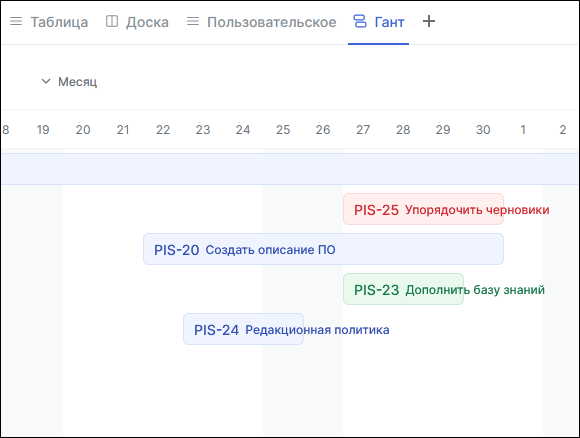 Таблица Доска Пользовательское Гант
Месяц
8 19 20 21 22 23 24 25 26 27 28 29 30 1 2
PIS-25 Упорядочить черновики
PIS-20 Создать описание ПО
PIS-23 Дополнить базу знаний
PIS-24 Редакционная политика